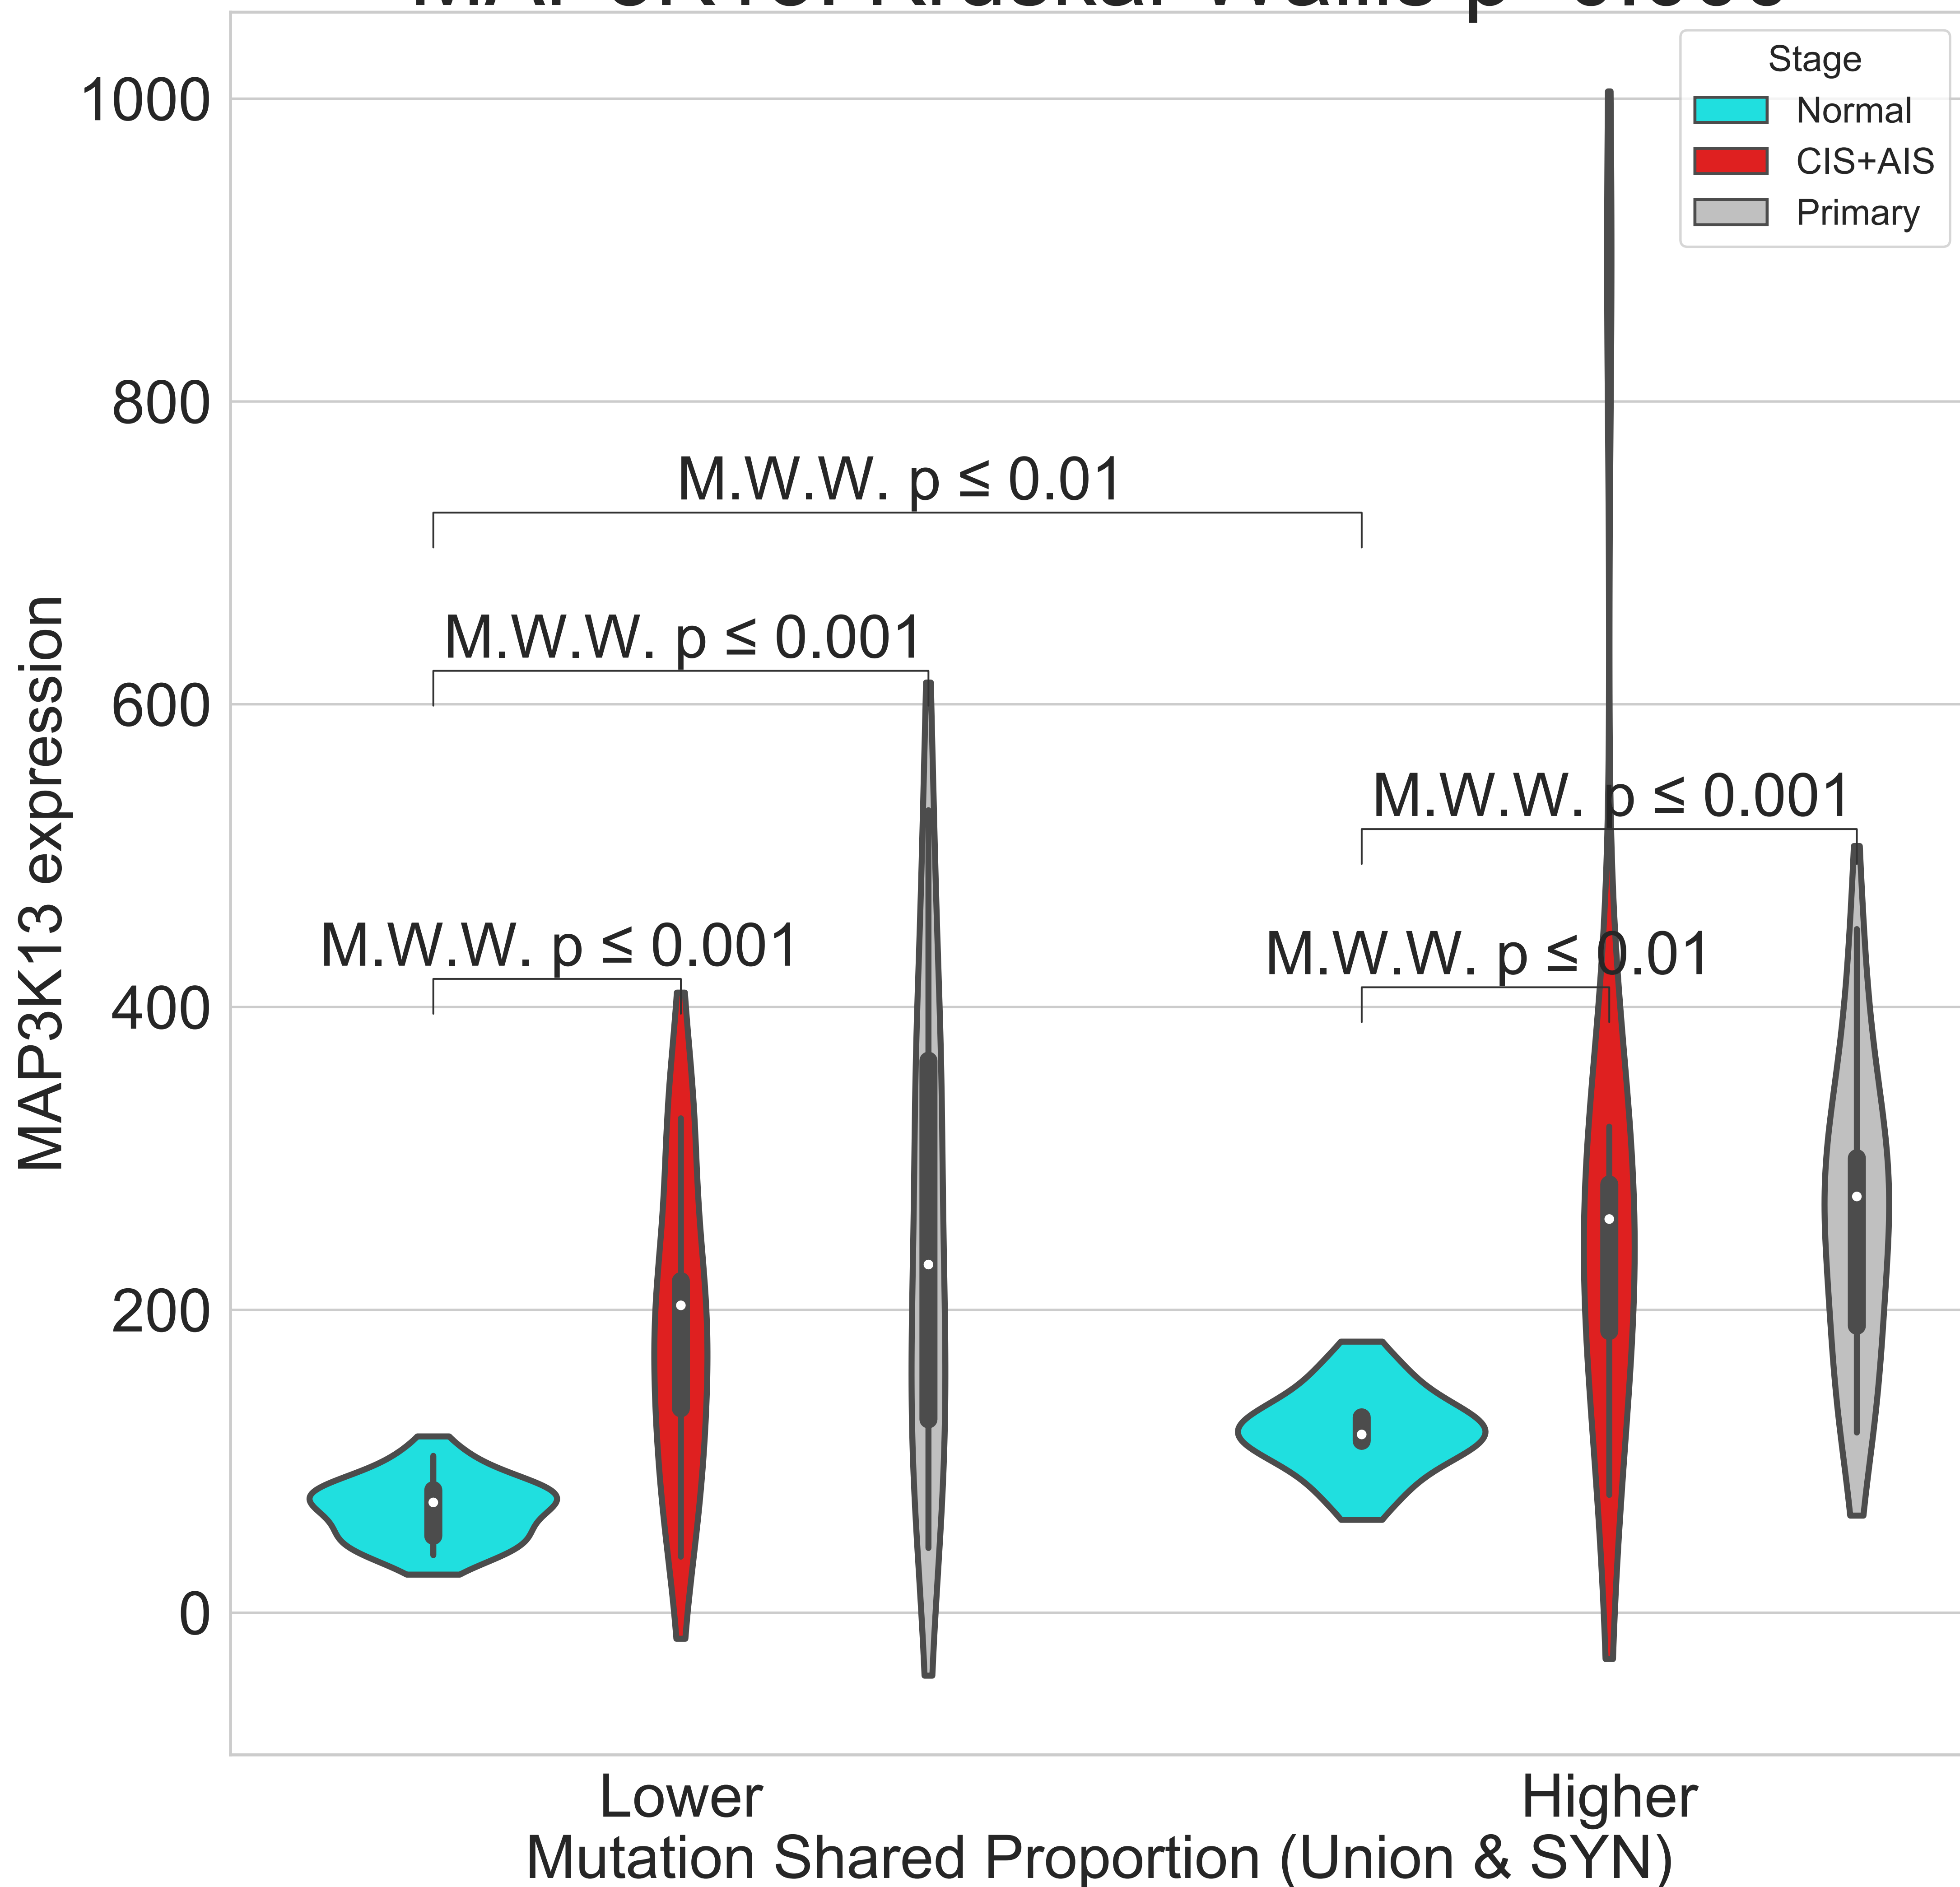 Stage
Normal
CIS+AIS
Primary
1000
800
600
400
200
0
MAP3K13 expression
M.W.W. p ≤ 0.01
M.W.W. p ≤ 0.001
M.W.W. p ≤ 0.001
M.W.W. p ≤ 0.001
M.W.W. p ≤ 0.01
Lower
Higher
Mutation Shared Proportion (Union & SYN)